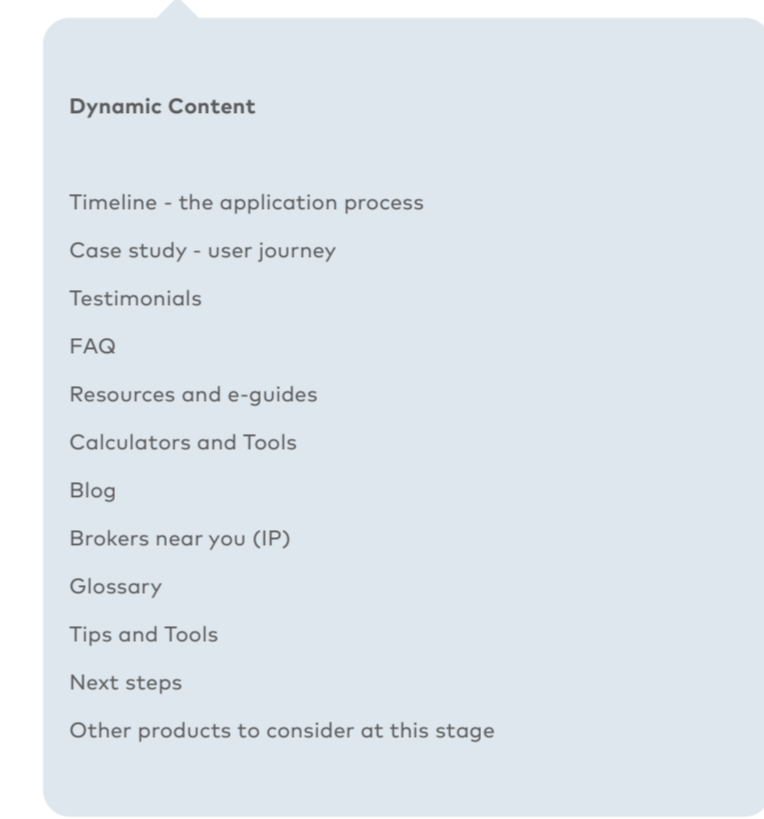 Dynamic Content
Timeline - the application process
Case study - user journey
Testimonials
FAQ
Resources and e-guides
Calculators and Tools
Blog
Brokers near you (IP)
Glossary
Tips and Tools
Next steps
Other products to consider at this stage